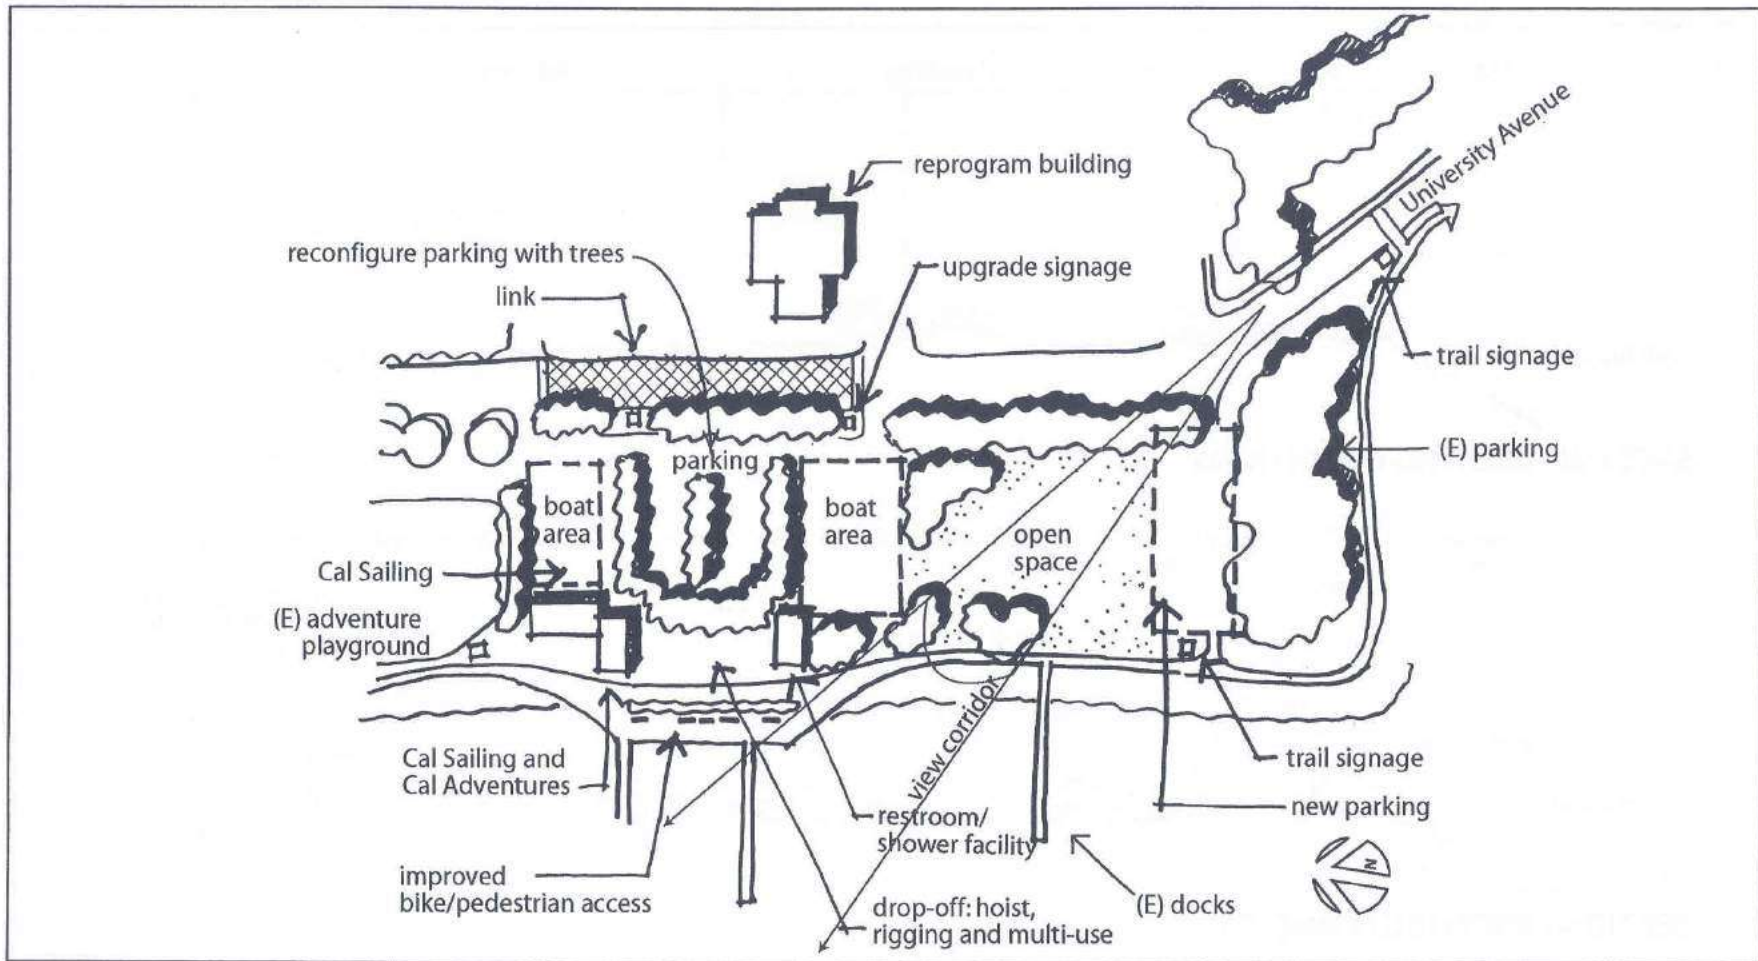 University Avenue
reprogram building
reconfigure parking with trees
upgrade signage
link
trail signage
(E) parking
parking
boat
area
boat
area
open
space
Cal Sailing
(E) adventure
playground
view corridor
Cal Sailing and
Cal Adventures
trail signage
new parking
restroom/
shower facility
improved
bike/pedestrian access
drop-off: hoist,
rigging and multi-use
(E) docks
N